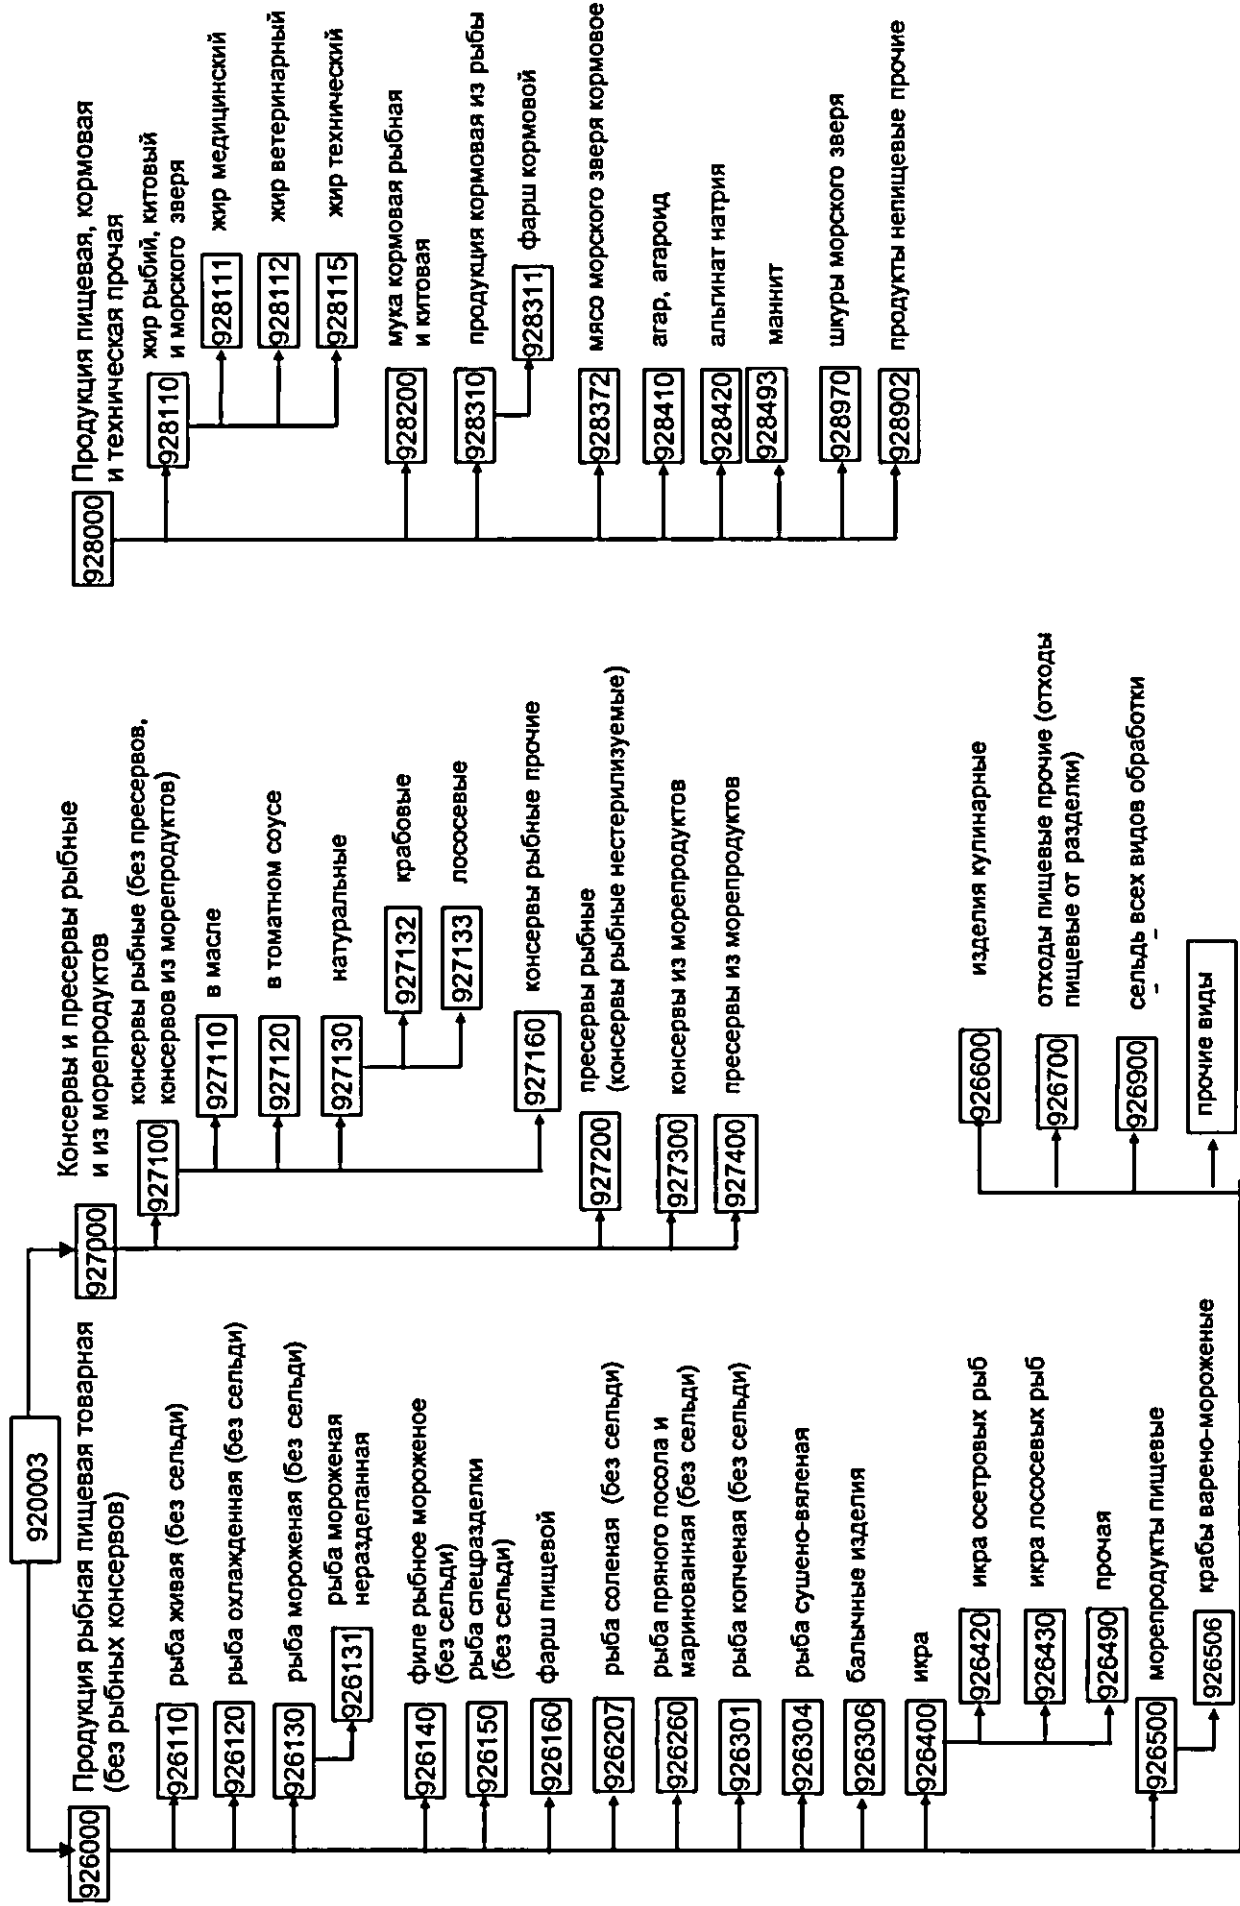 920003
926000
Продукция рыбная пищевая товарная
(без рыбных консервов)
926110
рыба живая (без сельди)
926120
рыба охлажденная (без сельди)
926130
рыба мороженая (без сельди)
926131
рыба мороженая
неразделанная
926140
филе рыбное мороженое
(без сельди)
926150
рыба спецразделки
(без сельди)
926160
фарш пищевой
926207
рыба соленая (без сельди)
926260
рыба пряного посола и
маринованная (без сельди)
926301
рыба копченая (без сельди)
926304
рыба сушено-вяленая
926306
балычные изделия
926400
икра
926420
икра осетровых рыб
926430
икра лососевых рыб
926490
прочая
926500
морепродукты пищевые
926506
крабы варено-мороженые
926600
изделия кулинарные
926700
отходы пищевые прочие (отходы
пищевые от разделки)
926900
сельдь всех видов обработки
прочие виды
927000
Консервы и пресервы рыбные
и из морепродуктов
927100
консервы рыбные (без пресервов,
консервов из морепродуктов)
927110
в масле
927120
в томатном соусе
927130
натуральные
927132
крабовые
927133
лососевые
927160
консервы рыбные прочие
927200
пресервы рыбные
(консервы рыбные нестерилизуемые)
927300
консервы из морепродуктов
927400
пресервы из морепродуктов
928000
Продукция пищевая, кормовая
и техническая прочая
928110
жир рыбий, китовый
и морского зверя
928111
жир медицинский
928112
жир ветеринарный
928115
жир технический
928200
мука кормовая рыбная
и китовая
928310
продукция кормовая из рыбы
928311
фарш кормовой
928372
мясо морского зверя кормовое
928410
агар, агароид
928420
альгинат натрия
928493
маннит
928970
шкуры морского зверя
928902
продукты непищевые прочие